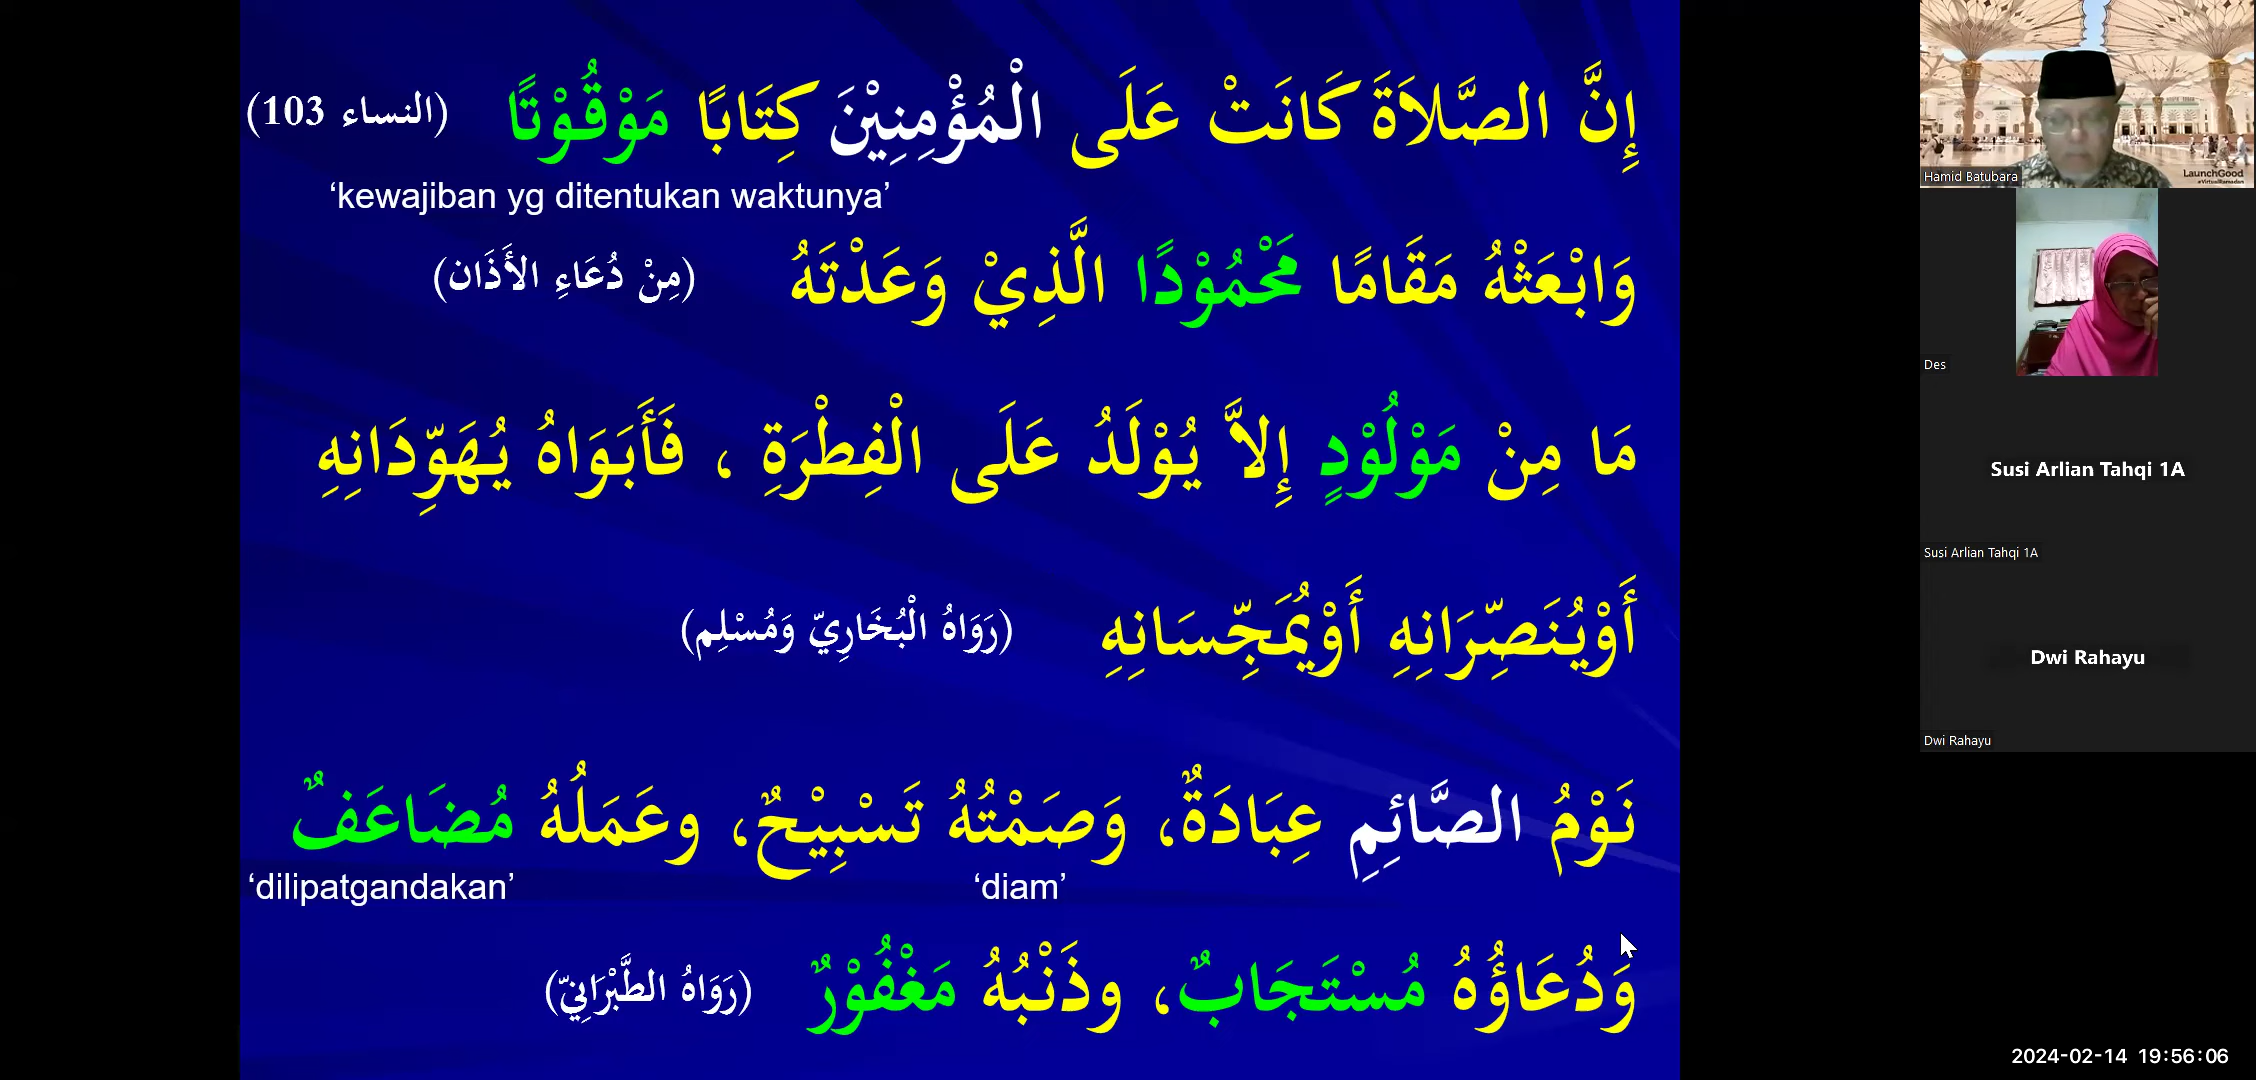 إِنَّ الصَّلاَةَ كَانَتْ عَلَى الْمُؤْمِنِيْنَ كِتَابًا مَوْقُوْتًا (النساء 103)
‘kewajiban yg ditentukan waktunya’
وَابْعَثْهُ مَقَامًا مَحْمُوْدًا الَّذِيْ وَعَدْتَهُ (مِنْ دُعَاءِ الأَذَان)
مَا مِنْ مَوْلُوْدٍ إِلاَّ يُوْلَدُ عَلَى الْفِطْرَةِ ، فَأَبَوَاهُ يُهَوِّدَانِهِ
أَوْيُنَصِّرَانِهِ أَوْيُمَجِّسَانِهِ (رَوَاهُ الْبُخَارِيّ وَمُسْلِم)
نَوْمُ الصَّائِمِ عِبَادَةٌ، وَصَمْتُهُ تَسْبِيْحٌ، وعَمَلُهُ مُضَاعَفٌ
‘diam’ ‘dilipatgandakan’
وَدُعَاؤُهُ مُسْتَجَابٌ، وذَنْبُهُ مَغْفُوْرٌ (رَوَاهُ الطَّبْرَانِيّ)
LaunchGood
#VirtualRamadan
Hamid Batubara
Des
Susi Arlian Tahqi 1A
Susi Arlian Tahqi 1A
Dwi Rahayu
Dwi Rahayu
2024-02-14 19:56:06